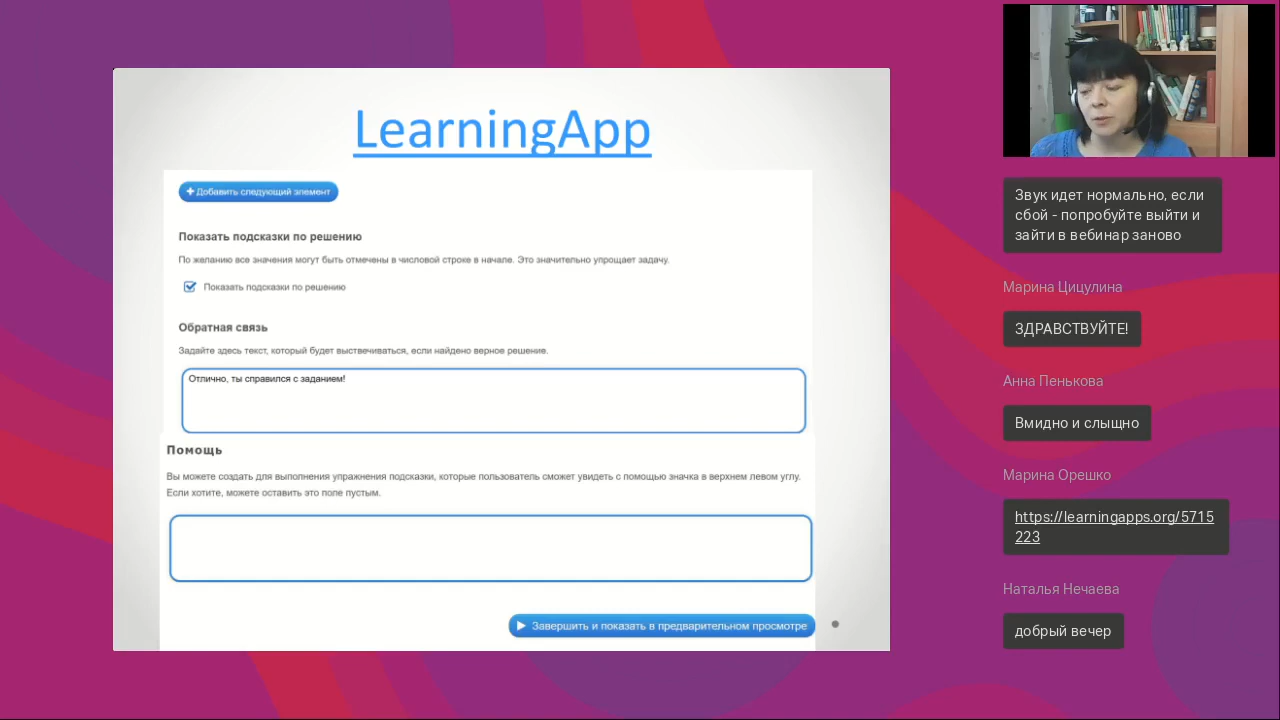 LearningApp
Добавить следующий элемент
Показать подсказки по решению
По желанию все значения могут быть отмечены в числовой строке в начале. Это значительно упрощает задачу.
Показать подсказки по решению
Обратная связь
Задайте здесь текст, который будет выствечиваться, если найдено верное решение.
Отлично, ты справился с заданием!
Помощь
Вы можете создать для выполнения упражнения подсказки, которые пользователь сможет увидеть с помощью значка в верхнем левом углу.
Если хотите, можете оставить это поле пустым.
Завершить и показать в предварительном просмотре
Звук идет нормально, если
сбой - попробуйте выйти и
зайти в вебинар заново
Марина Цицулина
ЗДРАВСТВУЙТЕ!
Анна Пенькова
Вмидно и слыщно
Марина Орешко
https://learningapps.org/5715
223
Наталья Нечаева
добрый вечер